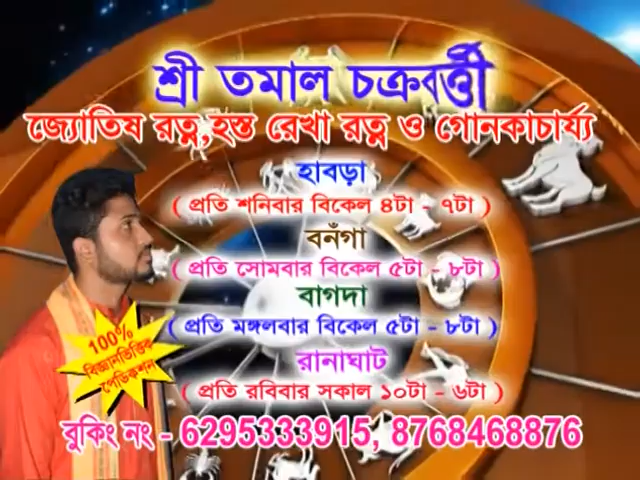 শ্রী তমাল চক্রবর্ত্তী
জ্যোতিষ রত্ন,হস্ত রেখা রত্ন ও গোনকাচার্য্য
হাবড়া
( প্রতি শনিবার বিকেল ৪টা - ৭টা )
বনঁগা
( প্রতি সোমবার বিকেল ৫টা - ৮টা )
বাগদা
( প্রতি মঙ্গলবার বিকেল ৫টা - ৮টা )
রানাঘাট
( প্রতি রবিবার সকাল ১০টা - ৬টা )
100%
বিজ্ঞানভিত্তিক
পেডিকশন
বুকিং নং - 6295333915, 8768468876